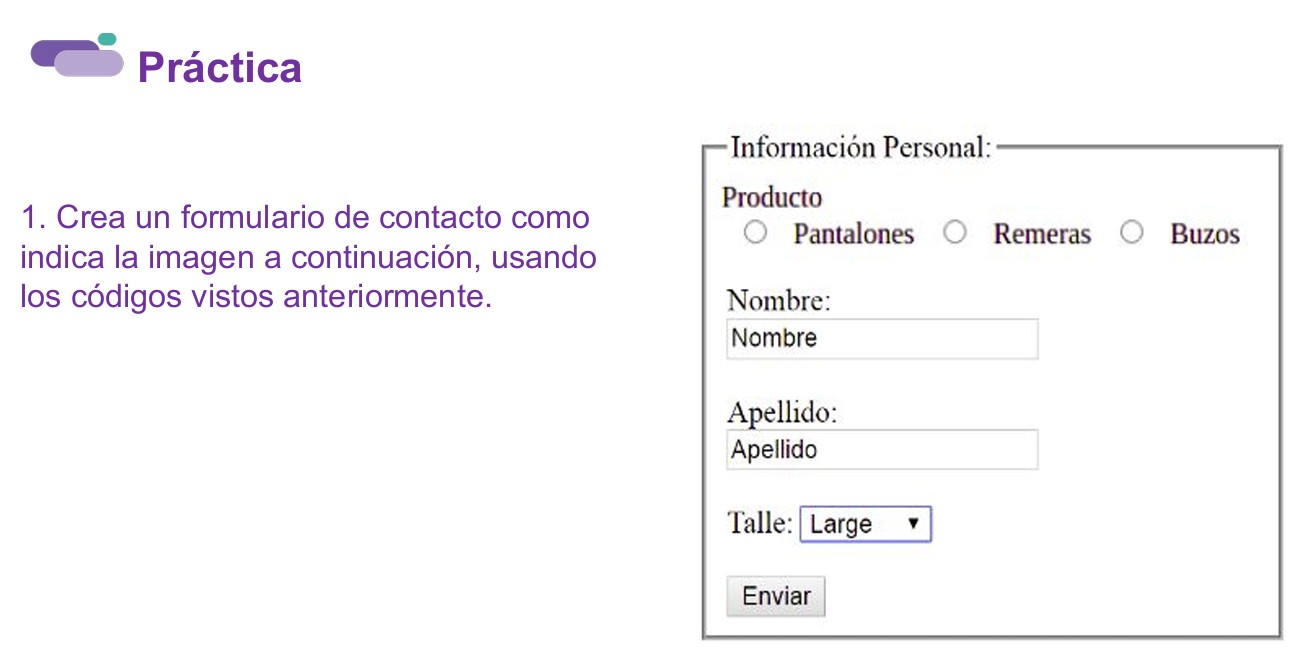 Práctica
1. Crea un formulario de contacto como
indica la imagen a continuación, usando
los códigos vistos anteriormente.
Información Personal:
Producto
Pantalones Remeras Buzos
Nombre:
Nombre
Apellido:
Apellido
Talle: Large
Enviar